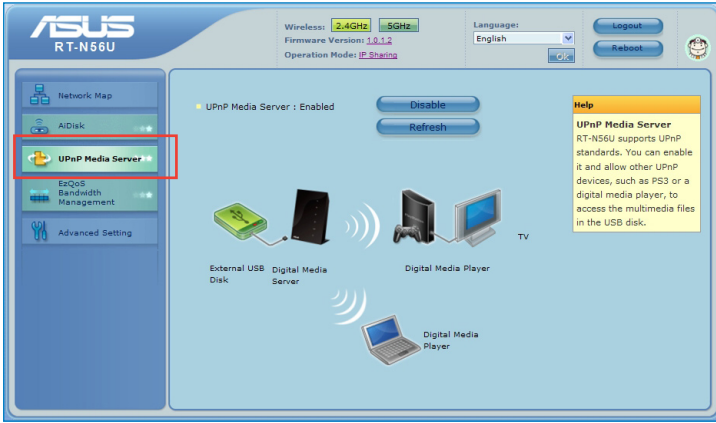 ASUS
RT-N56U
Wireless: 2.4GHz 5GHz
Firmware Version: 1.0.1.2
Operation Mode: IP Sharing
Language:
English
OK
Logout
Reboot
Network Map
AiDisk
UPnP Media Server
EzQoS
Bandwidth
Management
Advanced Setting
UPnP Media Server : Enabled
Disable
Refresh
External USB
Disk
Digital Media
Server
Digital Media Player
TV
Digital Media
Player
Help
UPnP Media Server
RT-N56U supports UPnP
standards. You can enable
it and allow other UPnP
devices, such as PS3 or a
digital media player, to
access the multimedia files
in the USB disk.